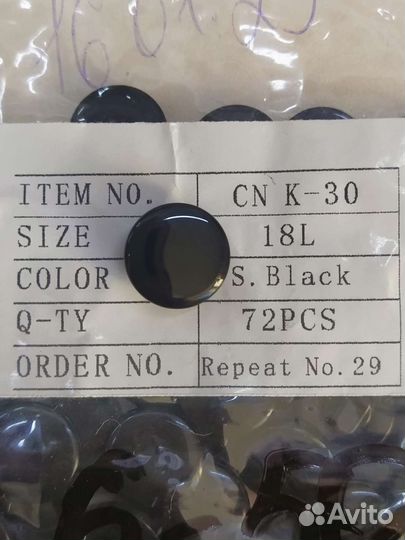 ITEM NO. CN K-30
SIZE 18L
COLOR S. Black
Q-TY 72PCS
ORDER NO. Repeat No. 29
Avito